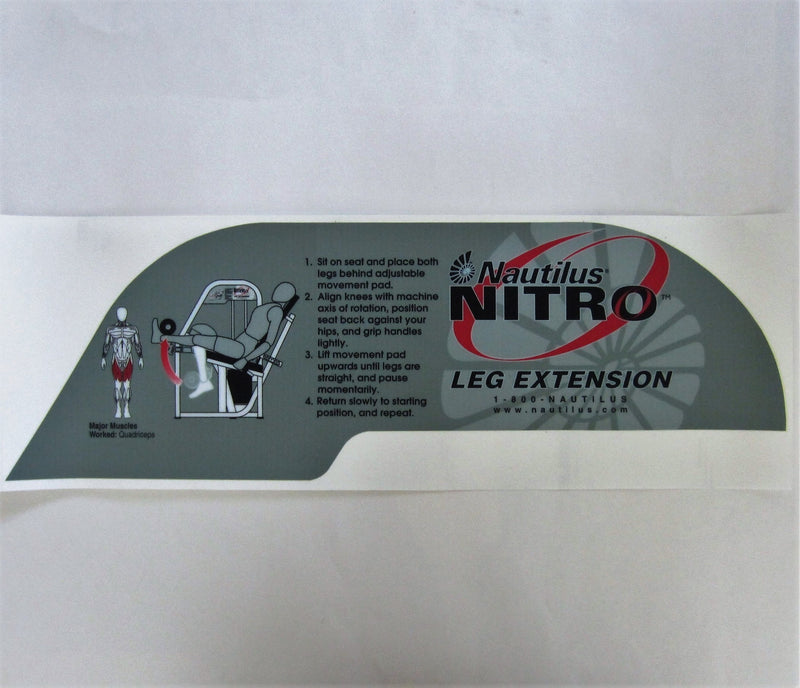 1. Sit on seat and place both
legs behind adjustable
movement pad.
2. Align knees with machine
axis of rotation, position
seat back against your
hips, and grip handles
lightly.
3. Lift movement pad
upwards until legs are
straight, and pause
momentarily.
4. Return slowly to starting
position, and repeat.
Major Muscles
Worked: Quadriceps
Nautilus®
NITRO™
LEG EXTENSION
1-800-NAUTILUS
www.nautilus.com